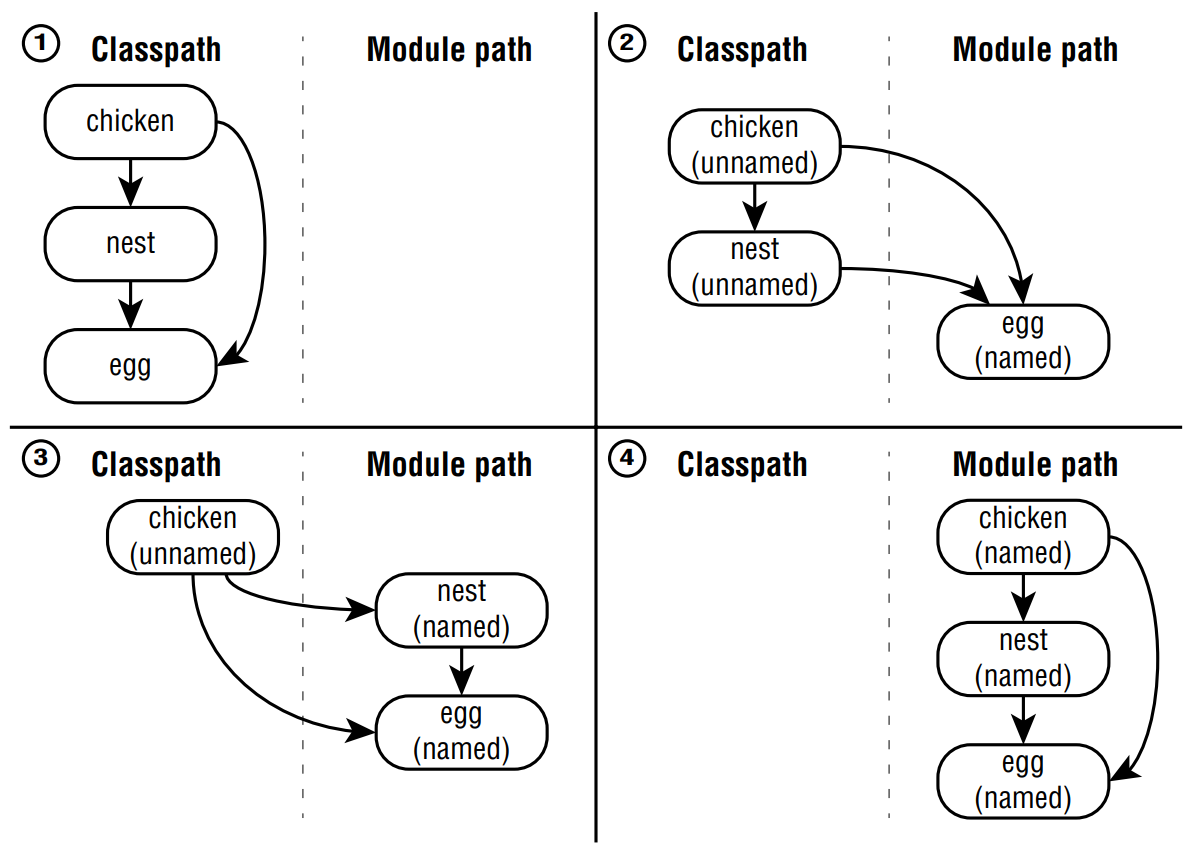 1 Classpath Module path
chicken
nest
egg
2 Classpath Module path
chicken
(unnamed)
nest
(unnamed)
egg
(named)
3 Classpath Module path
chicken
(unnamed)
nest
(named)
egg
(named)
4 Classpath Module path
chicken
(named)
nest
(named)
egg
(named)